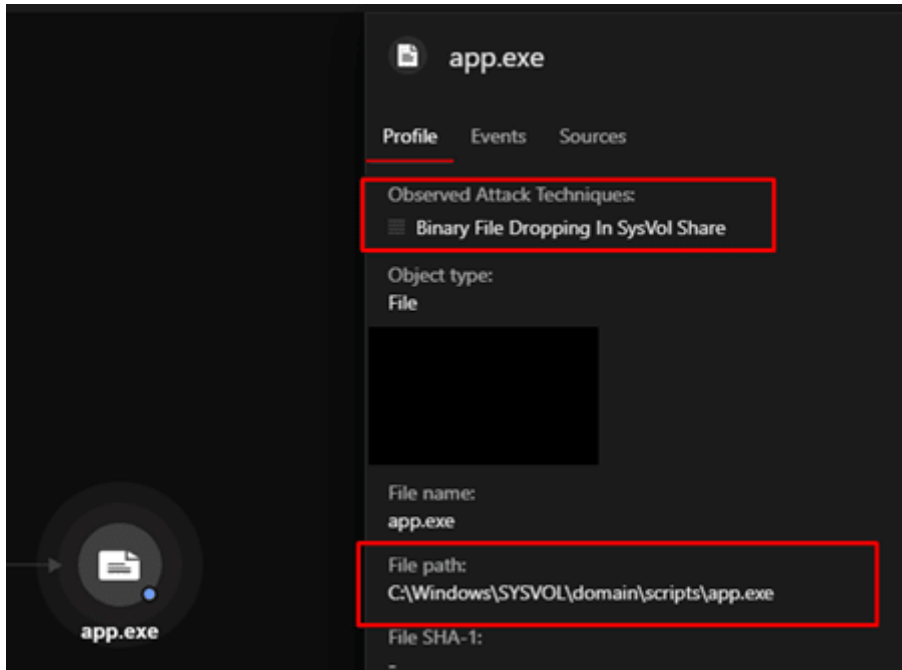 app.exe
Profile Events Sources
Observed Attack Techniques:
Binary File Dropping In SysVol Share
Object type:
File
File name:
app.exe
File path:
C:\Windows\SYSVOL\domain\scripts\app.exe
File SHA-1:
-
app.exe